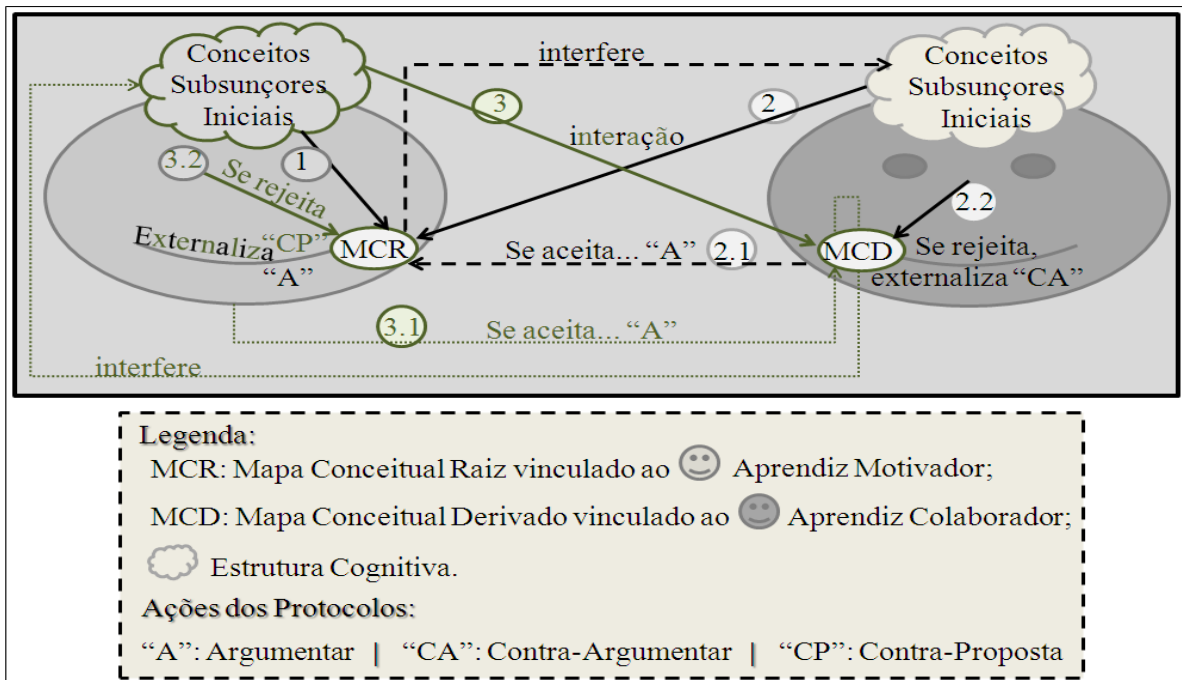 Conceitos
Subsunçores
Iniciais
interfere
Conceitos
Subsunçores
Iniciais
3
2
interação
3.2
1
Se rejeita
2.2
Externaliza “CP”
“A”
MCR
Se aceita... “A”
2.1
MCD
Se rejeita,
externaliza “CA”
3.1
Se aceita... “A”
interfere
Legenda:
MCR: Mapa Conceitual Raiz vinculado ao Aprendiz Motivador;
MCD: Mapa Conceitual Derivado vinculado ao Aprendiz Colaborador;
Estrutura Cognitiva.
Ações dos Protocolos:
“A”: Argumentar | “CA”: Contra-Argumentar | “CP”: Contra-Proposta